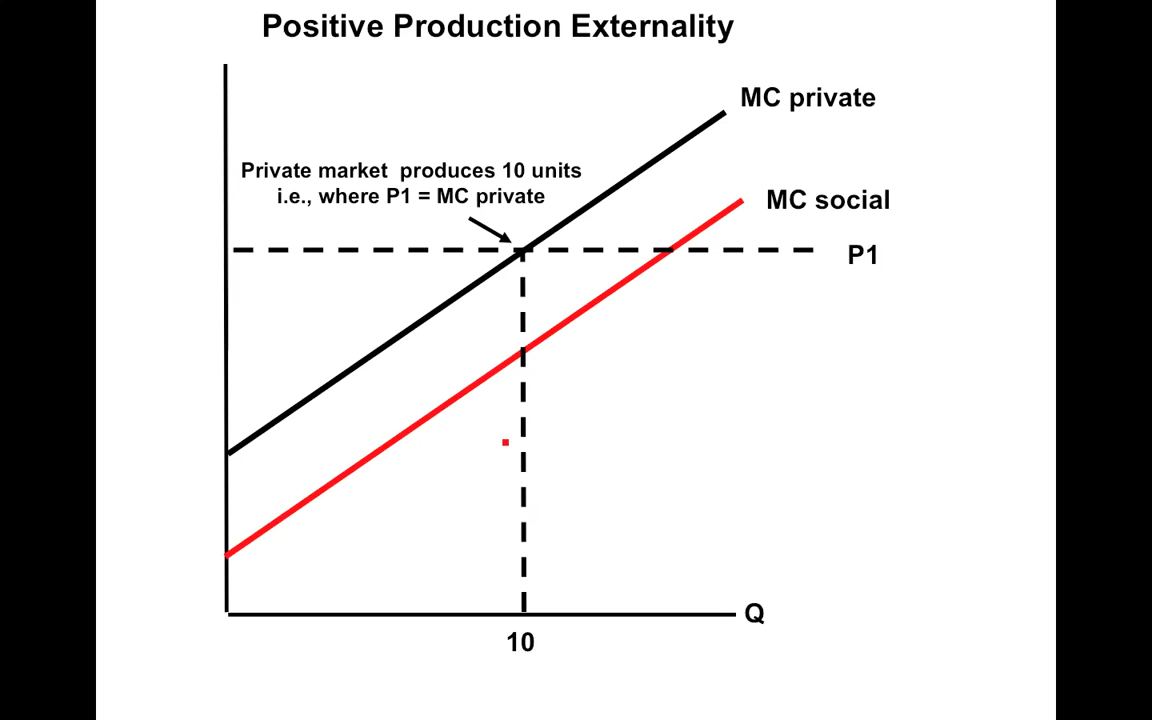 Positive Production Externality
MC private
Private market produces 10 units
i.e., where P1 = MC private
MC social
P1
Q
10